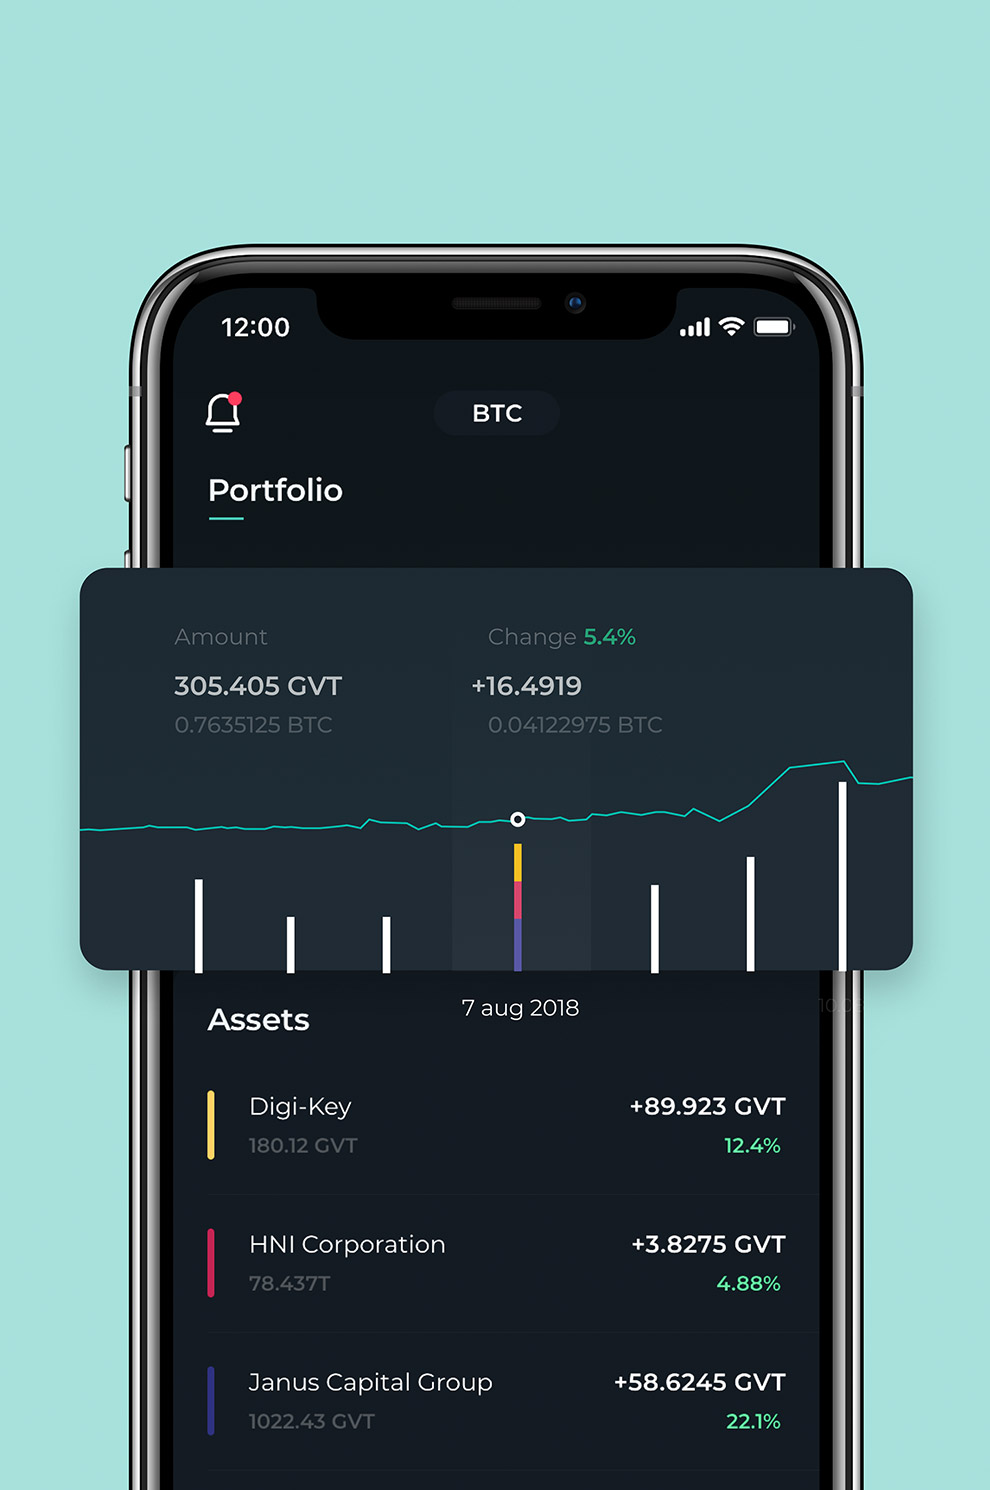 12:00
BTC
Portfolio
Amount
Change 5.4%
305.405 GVT
+16.4919
0.7635125 BTC
0.04122975 BTC
7 aug 2018
Assets
Digi-Key
+89.923 GVT
180.12 GVT
12.4%
HNI Corporation
+3.8275 GVT
78.437T
4.88%
Janus Capital Group
+58.6245 GVT
1022.43 GVT
22.1%